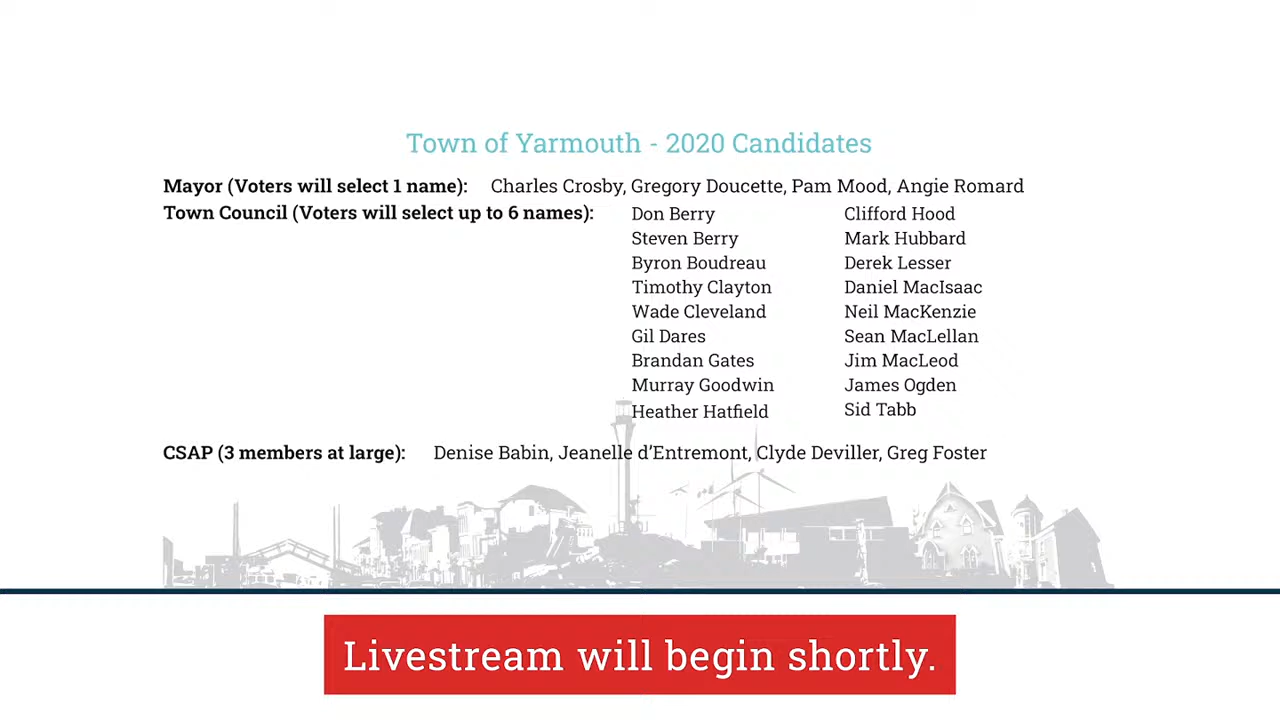 Town of Yarmouth - 2020 Candidates
Mayor (Voters will select 1 name): Charles Crosby, Gregory Doucette, Pam Mood, Angie Romard
Town Council (Voters will select up to 6 names): Don Berry Clifford Hood
Steven Berry Mark Hubbard
Byron Boudreau Derek Lesser
Timothy Clayton Daniel MacIsaac
Wade Cleveland Neil MacKenzie
Gil Dares Sean MacLellan
Brandan Gates Jim MacLeod
Murray Goodwin James Ogden
Heather Hatfield Sid Tabb
CSAP (3 members at large): Denise Babin, Jeanelle d’Entremont, Clyde Deviller, Greg Foster
Livestream will begin shortly.